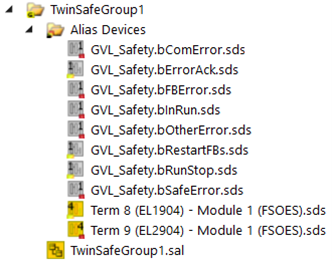 TwinSafeGroup1
Alias Devices
GVL_Safety.bComError.sds
GVL_Safety.bErrorAck.sds
GVL_Safety.bFBError.sds
GVL_Safety.bInRun.sds
GVL_Safety.bOtherError.sds
GVL_Safety.bRestartFBs.sds
GVL_Safety.bRunStop.sds
GVL_Safety.bSafeError.sds
Term 8 (EL1904) - Module 1 (FSOES).sds
Term 9 (EL2904) - Module 1 (FSOES).sds
TwinSafeGroup1.sal